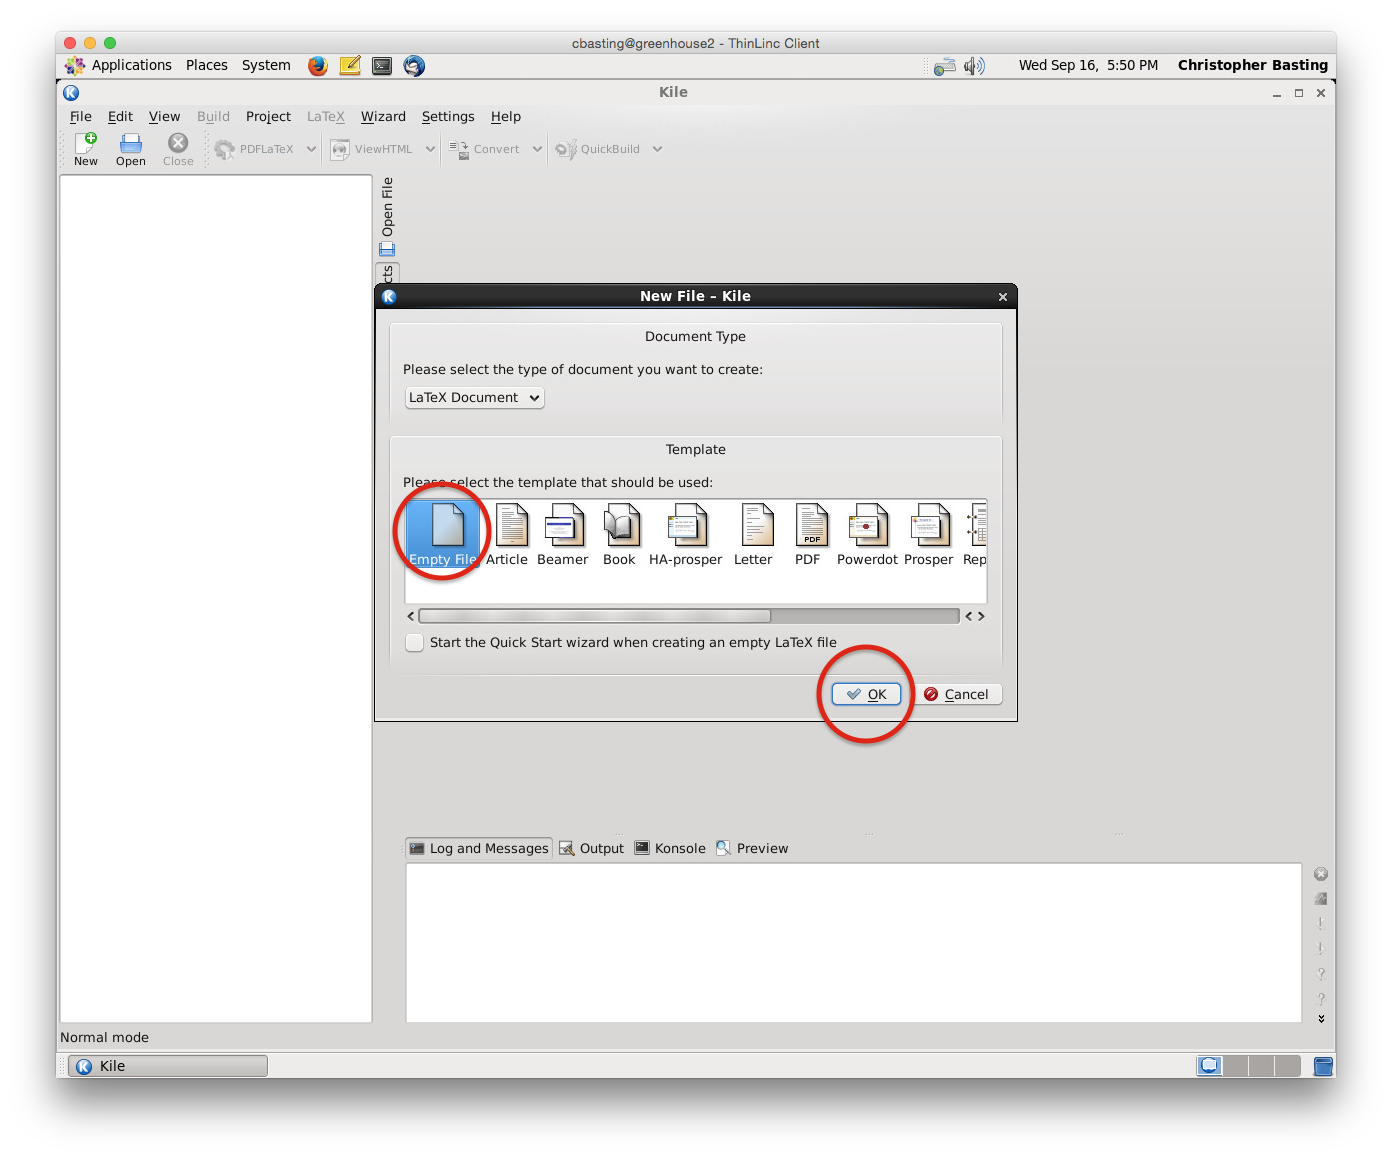 cbasting@greenhouse2 - ThinLinc Client
Applications Places System Wed Sep 16, 5:50 PM Christopher Basting
Kile
File Edit View Build Project LaTeX Wizard Settings Help
PDFLaTeX ViewHTML Convert QuickBuild
New Open Close
Open File
cts
New File – Kile
Document Type
Please select the type of document you want to create:
LaTeX Document
Template
Please select the template that should be used:
Empty File Article Beamer Book HA-prosper Letter PDF Powerdot Prosper Rep
PDF
Start the Quick Start wizard when creating an empty LaTeX file
OK Cancel
Log and Messages Output Konsole Preview
Normal mode
Kile